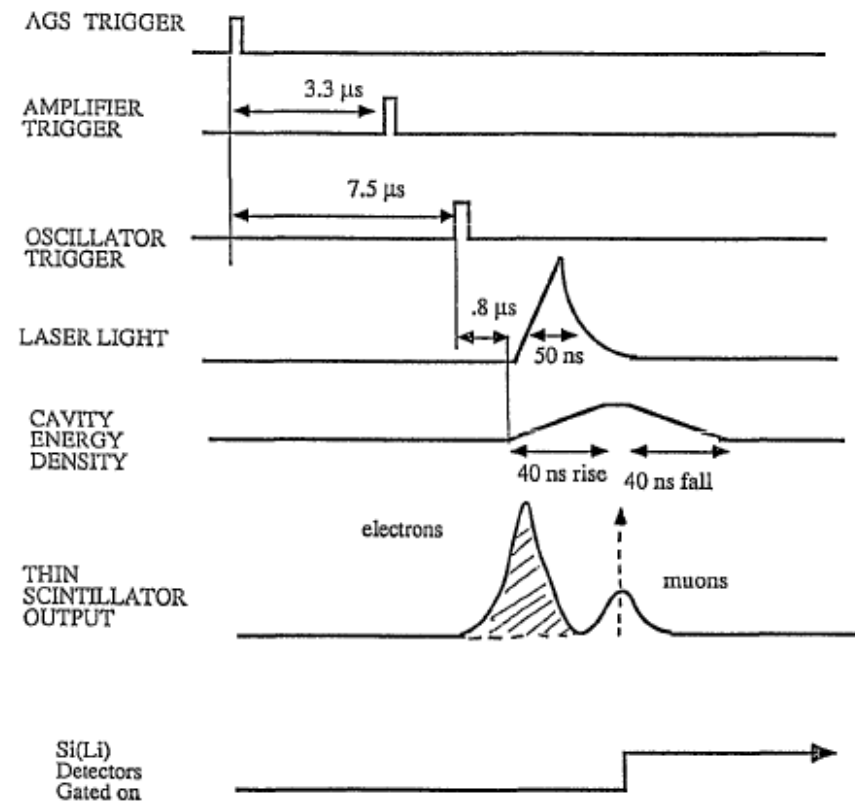 AGS TRIGGER
3.3 μs
AMPLIFIER
TRIGGER
7.5 μs
OSCILLATOR
TRIGGER
.8 μs
LASER LIGHT
50 ns
CAVITY
ENERGY
DENSITY
40 ns rise
40 ns fall
electrons
THIN
SCINTILLATOR
OUTPUT
muons
Si(Li)
Detectors
Gated on